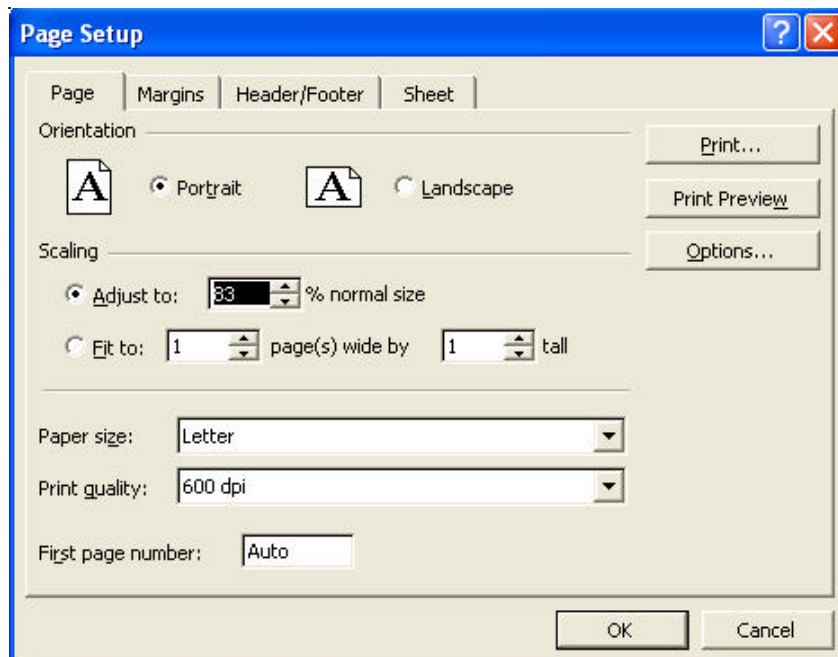 Page Setup
Page Margins Header/Footer Sheet
Orientation
A Portrait A Landscape
Scaling
Adjust to: % normal size
Fit to: 1 page(s) wide by 1 tall
Paper size: Letter
Print quality: 600 dpi
First page number: Auto
Print...
Print Preview
Options...
OK Cancel